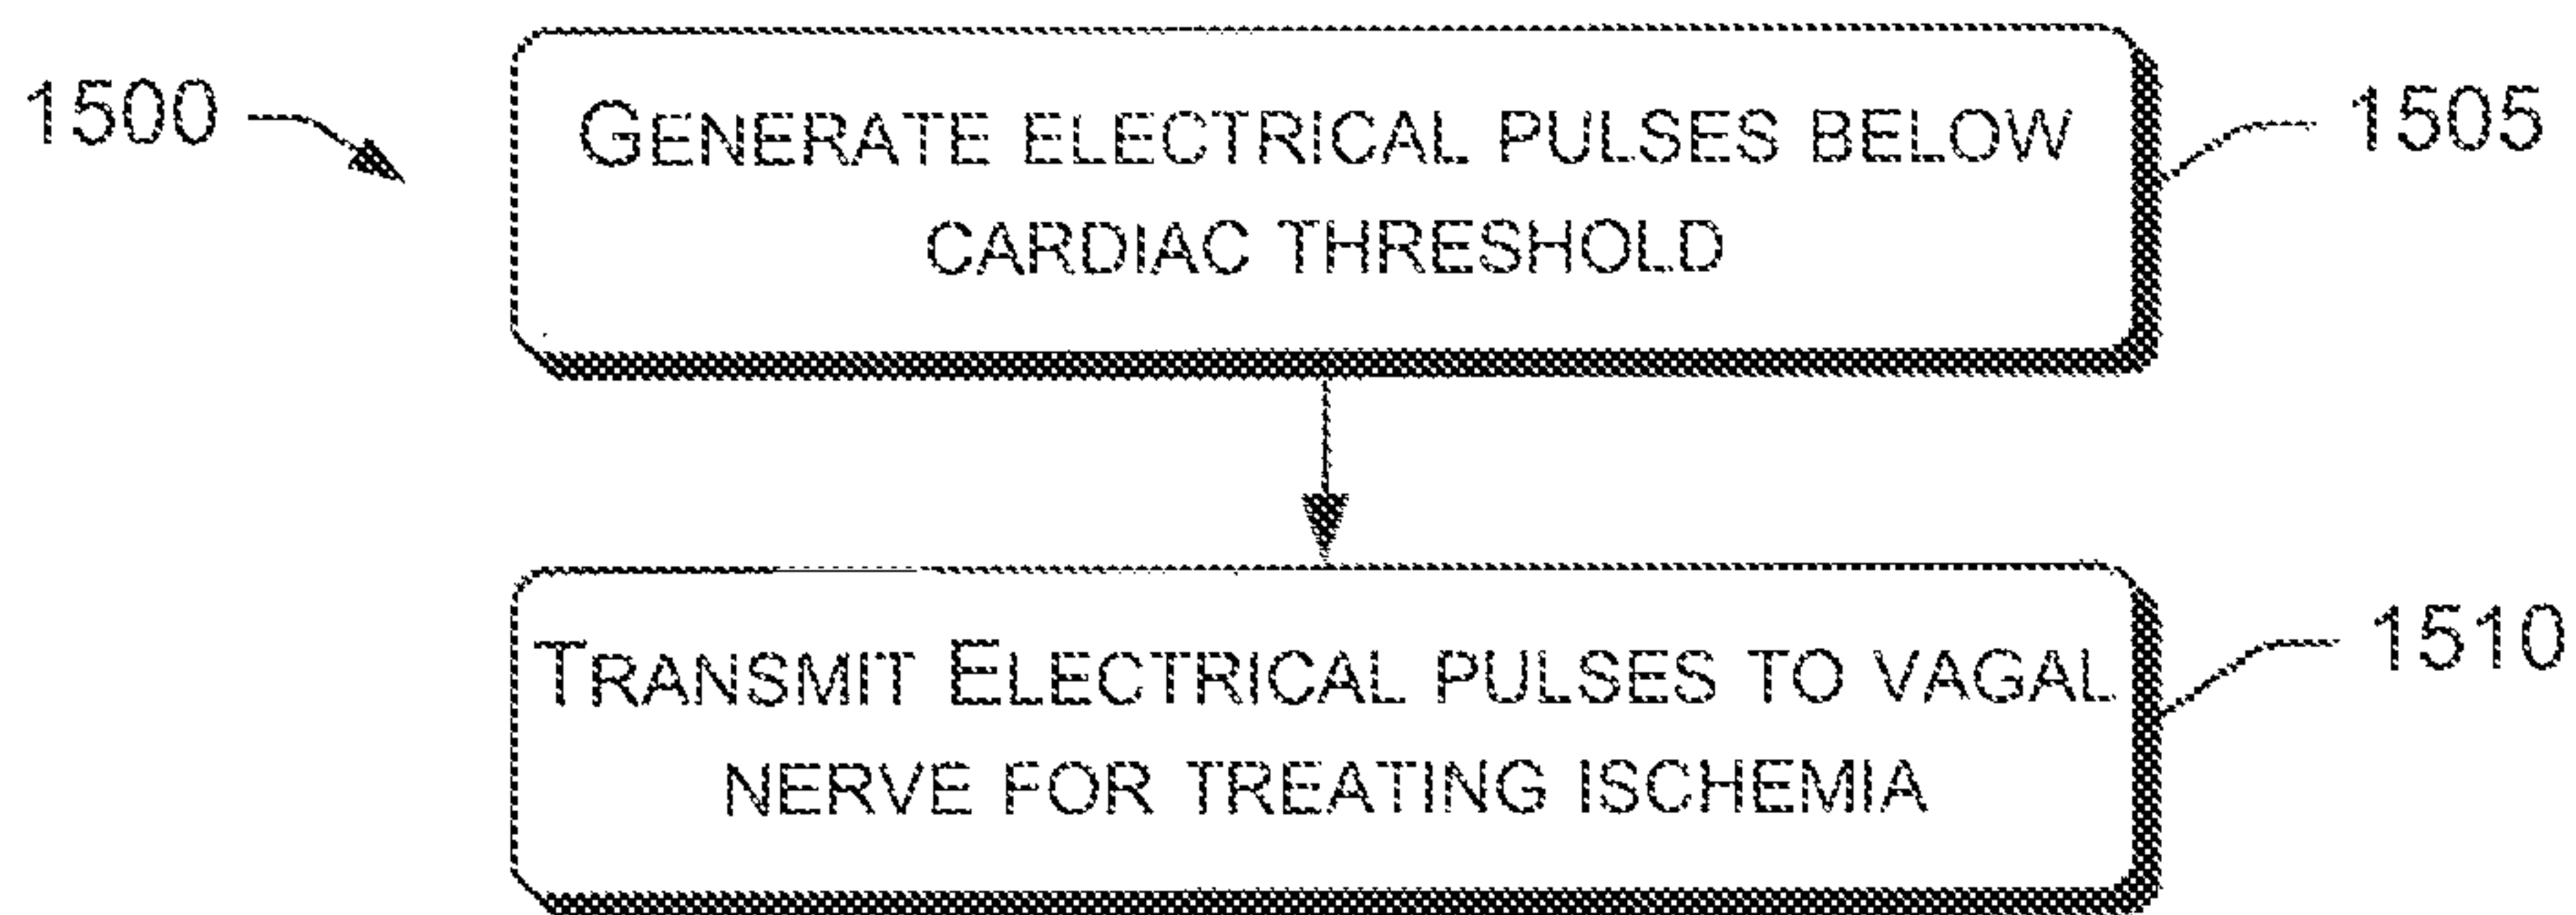 1500
GENERATE ELECTRICAL PULSES BELOW
CARDIAC THRESHOLD
1505
TRANSMIT ELECTRICAL PULSES TO VAGAL
NERVE FOR TREATING ISCHEMIA
1510